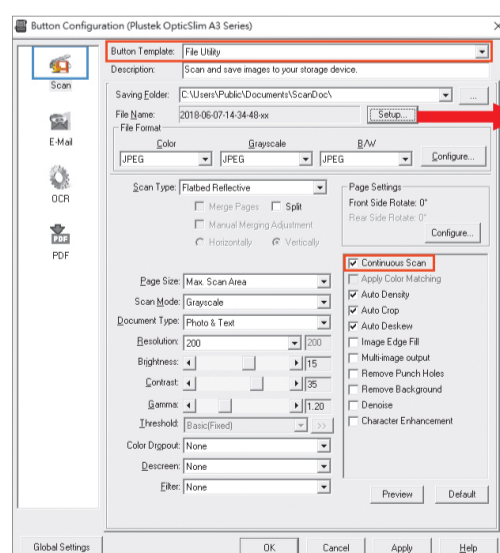 Button Configuration (Plustek OpticSlim A3 Series)
Button Template: File Utility
Description: Scan and save images to your storage device.
Scan
E-Mail
OCR
PDF
Saving Folder: C:\Users\Public\Documents\ScanDoc\ ...
File Name: 2018-06-07-14-34-48-xx Setup...
File Format
Color Grayscale B/W
JPEG JPEG JPEG Configure...
Scan Type: Flatbed Reflective
Merge Pages Split
Manual Merging Adjustment
Horizontally Vertically
Page Settings
Front Side Rotate: 0°
Rear Side Rotate: 0°
Configure...
Page Size: Max. Scan Area
Scan Mode: Grayscale
Document Type: Photo & Text
Resolution: 200 200
Brightness: 15
Contrast: 35
Gamma: 1.20
Threshold: Basic(Fixed) >>
Color Dropout: None
Descreen: None
Filter: None
Continuous Scan
Apply Color Matching
Auto Density
Auto Crop
Auto Deskew
Image Edge Fill
Multi-image output
Remove Punch Holes
Remove Background
Denoise
Character Enhancement
Preview Default
Global Settings OK Cancel Apply Help